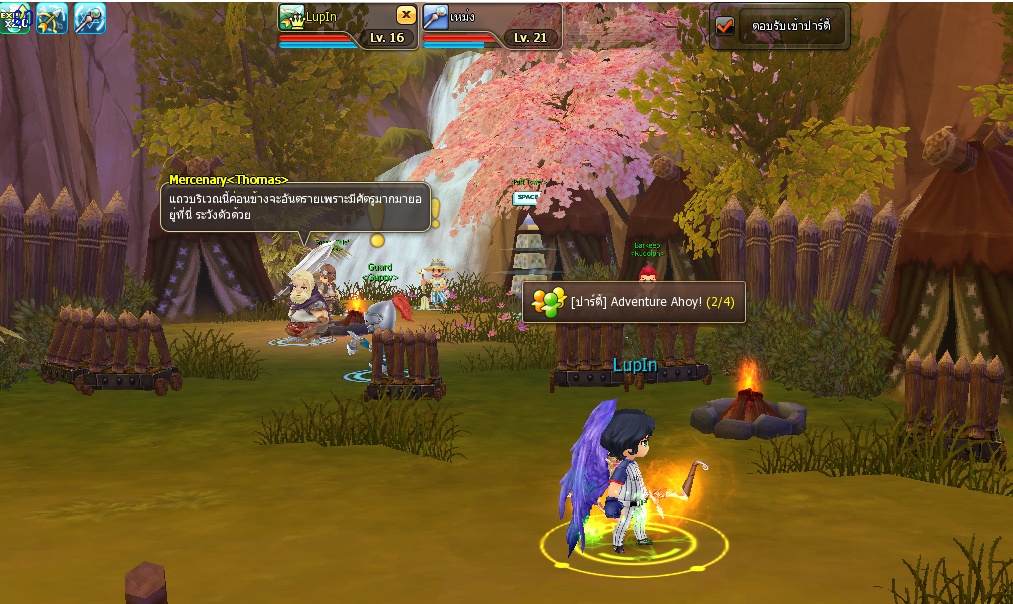 LupIn
Lv. 16
เหม่ง
Lv. 21
ตอบรับเข้าปาร์ตี้
Mercenary<Thomas>
แถวบริเวณนี้ค่อนข้างจะอันตรายเพราะมีศัตรูมากมายอ
ยู่ที่นี่ ระวังตัวด้วย
SPACE
Guard
Barkeep
<Rudolph>
[ปาร์ตี้] Adventure Ahoy! (2/4)
LupIn